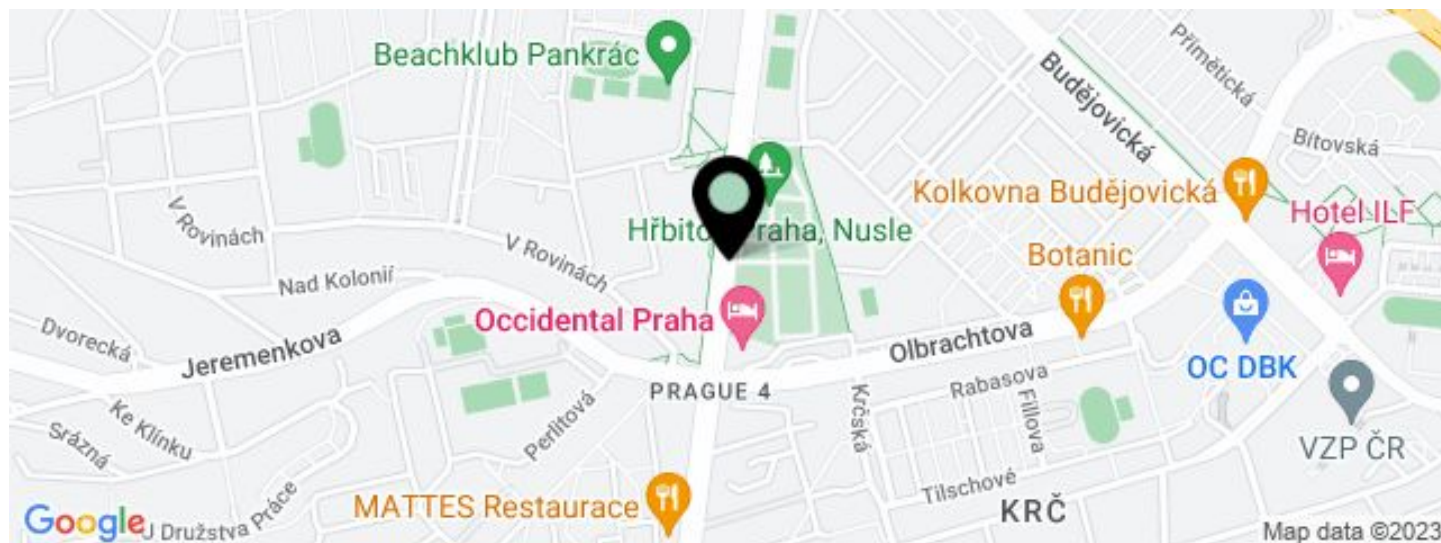 Beachklub Pankrác
Přímětická
Budějovická
Bítovská
Kolkovna Budějovická
V Rovinách
Hřbitov Praha, Nusle
Hotel ILF
V Rovinách
Botanic
Nad Kolonií
Occidental Praha
Dvorecká
Jeremenkova
Olbrachtova
OC DBK
PRAGUE 4
Rabasova
Ke Klínku
Perlitová
Krčská
Fillova
Srázná
VZP ČR
Tilschové
MATTES Restaurace
KRČ
Google
U Družstva Práce
Map data ©2023